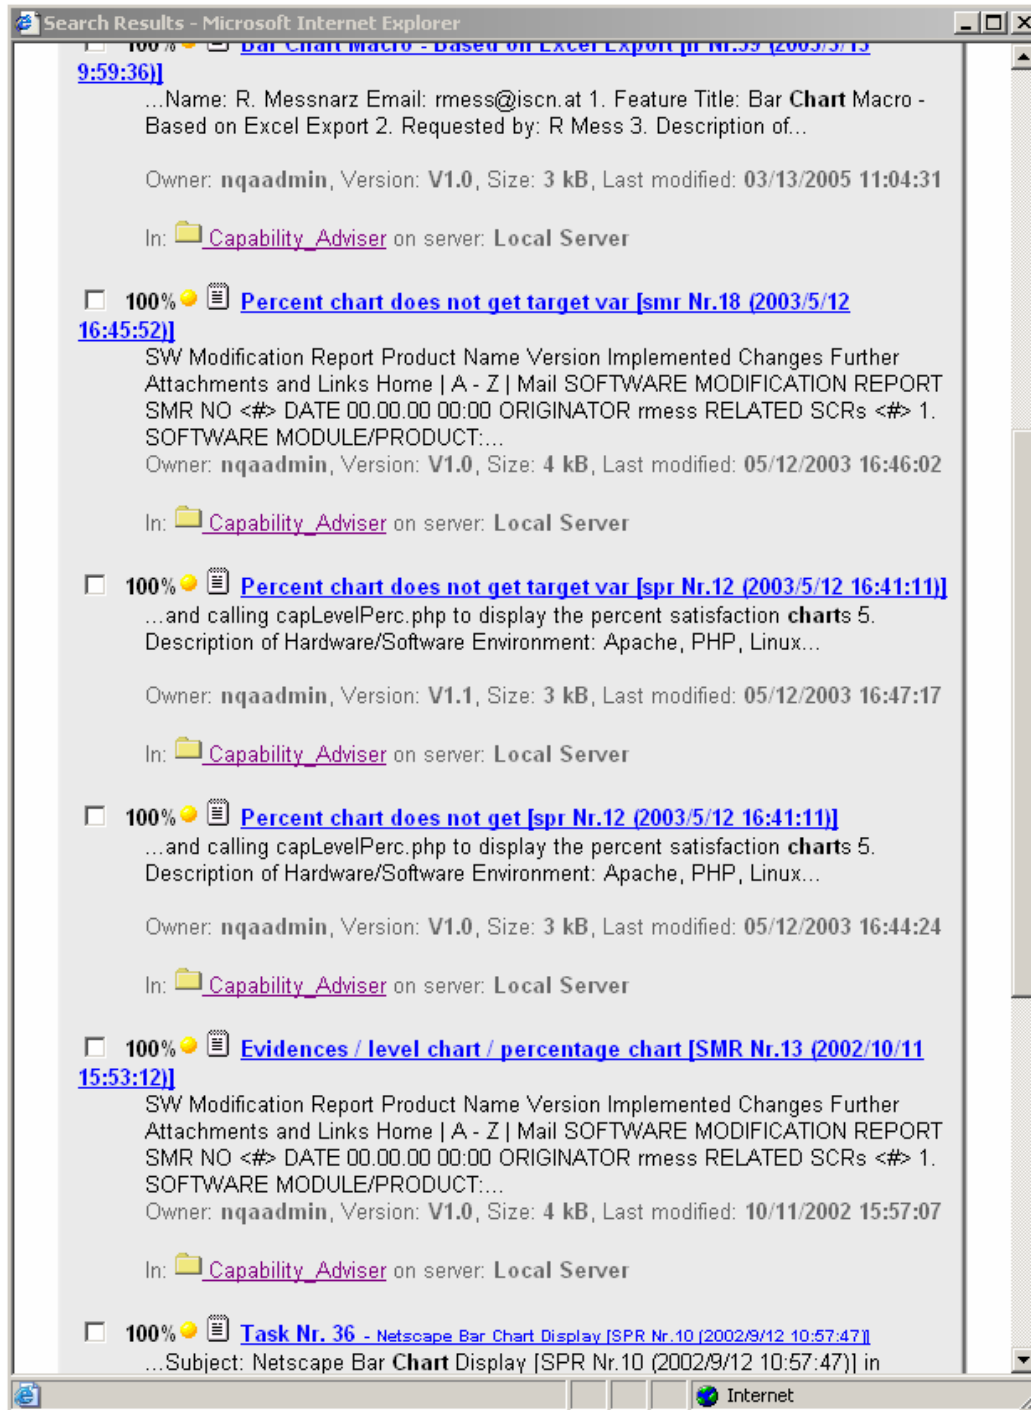 Search Results - Microsoft Internet Explorer
100% Bar Chart Macro - Based on Excel Export [fr Nr.39 (2005/3/13
9:59:36)]
...Name: R. Messnarz Email: rmess@iscn.at 1. Feature Title: Bar Chart Macro -
Based on Excel Export 2. Requested by: R Mess 3. Description of...
Owner: nqaadmin, Version: V1.0, Size: 3 kB, Last modified: 03/13/2005 11:04:31
In: Capability_Adviser on server: Local Server
100% Percent chart does not get target var [smr Nr.18 (2003/5/12
16:45:52)]
SW Modification Report Product Name Version Implemented Changes Further
Attachments and Links Home | A - Z | Mail SOFTWARE MODIFICATION REPORT
SMR NO <#> DATE 00.00.00 00:00 ORIGINATOR rmess RELATED SCRs <#> 1.
SOFTWARE MODULE/PRODUCT:...
Owner: nqaadmin, Version: V1.0, Size: 4 kB, Last modified: 05/12/2003 16:46:02
In: Capability_Adviser on server: Local Server
100% Percent chart does not get target var [spr Nr.12 (2003/5/12 16:41:11)]
...and calling capLevelPerc.php to display the percent satisfaction charts 5.
Description of Hardware/Software Environment: Apache, PHP, Linux...
Owner: nqaadmin, Version: V1.1, Size: 3 kB, Last modified: 05/12/2003 16:47:17
In: Capability_Adviser on server: Local Server
100% Percent chart does not get [spr Nr.12 (2003/5/12 16:41:11)]
...and calling capLevelPerc.php to display the percent satisfaction charts 5.
Description of Hardware/Software Environment: Apache, PHP, Linux...
Owner: nqaadmin, Version: V1.0, Size: 3 kB, Last modified: 05/12/2003 16:44:24
In: Capability_Adviser on server: Local Server
100% Evidences / level chart / percentage chart [SMR Nr.13 (2002/10/11
15:53:12)]
SW Modification Report Product Name Version Implemented Changes Further
Attachments and Links Home | A - Z | Mail SOFTWARE MODIFICATION REPORT
SMR NO <#> DATE 00.00.00 00:00 ORIGINATOR rmess RELATED SCRs <#> 1.
SOFTWARE MODULE/PRODUCT:...
Owner: nqaadmin, Version: V1.0, Size: 4 kB, Last modified: 10/11/2002 15:57:07
In: Capability_Adviser on server: Local Server
100% Task Nr. 36 - Netscape Bar Chart Display [SPR Nr.10 (2002/9/12 10:57:47)]
...Subject: Netscape Bar Chart Display [SPR Nr.10 (2002/9/12 10:57:47)] in
Internet